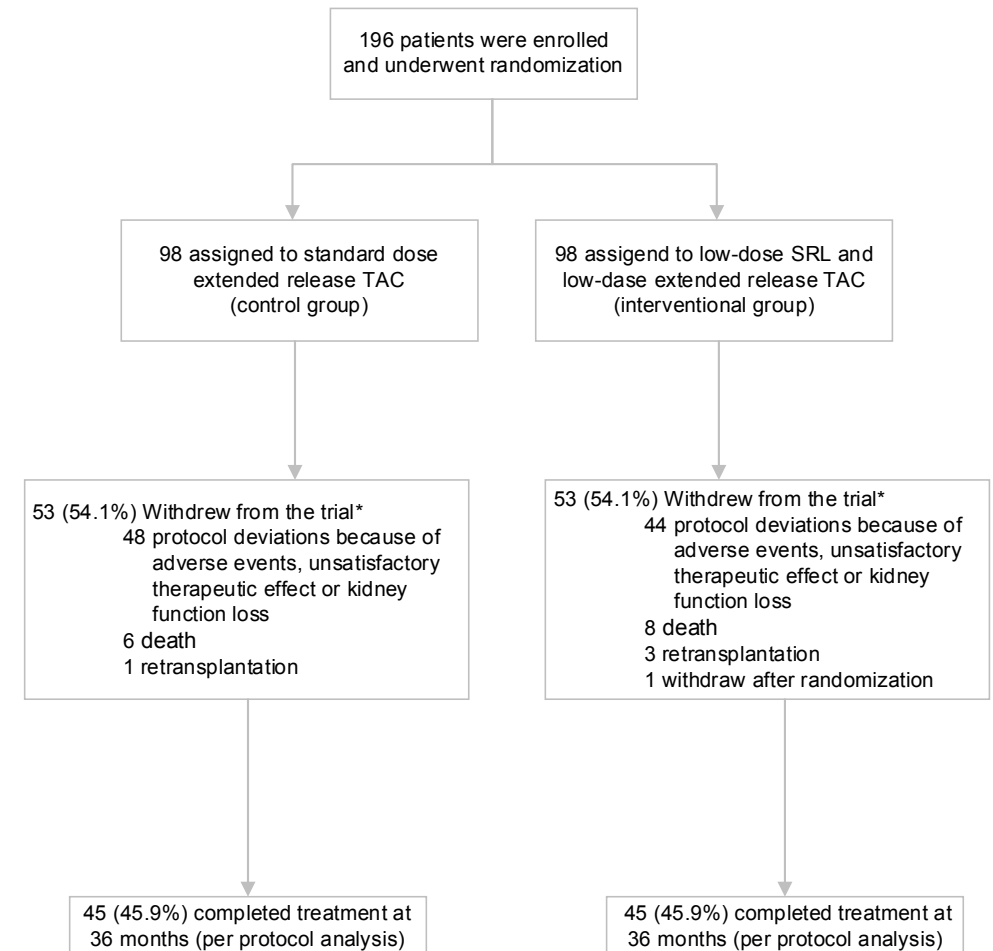 196 patients were enrolled
and underwent randomization
98 assigned to standard dose
extended release TAC
(control group)
98 assigend to low-dose SRL and
low-dase extended release TAC
(interventional group)
53 (54.1%) Withdrew from the trial*
48 protocol deviations because of
adverse events, unsatisfactory
therapeutic effect or kidney
function loss
6 death
1 retransplantation
53 (54.1%) Withdrew from the trial*
44 protocol deviations because of
adverse events, unsatisfactory
therapeutic effect or kidney
function loss
8 death
3 retransplantation
1 withdraw after randomization
45 (45.9%) completed treatment at
36 months (per protocol analysis)
45 (45.9%) completed treatment at
36 months (per protocol analysis)